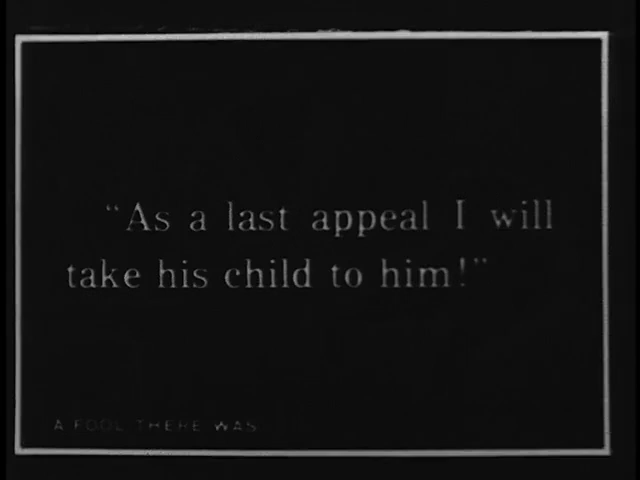 “As a last appeal I will
take his child to him!”
A FOOL THERE WAS